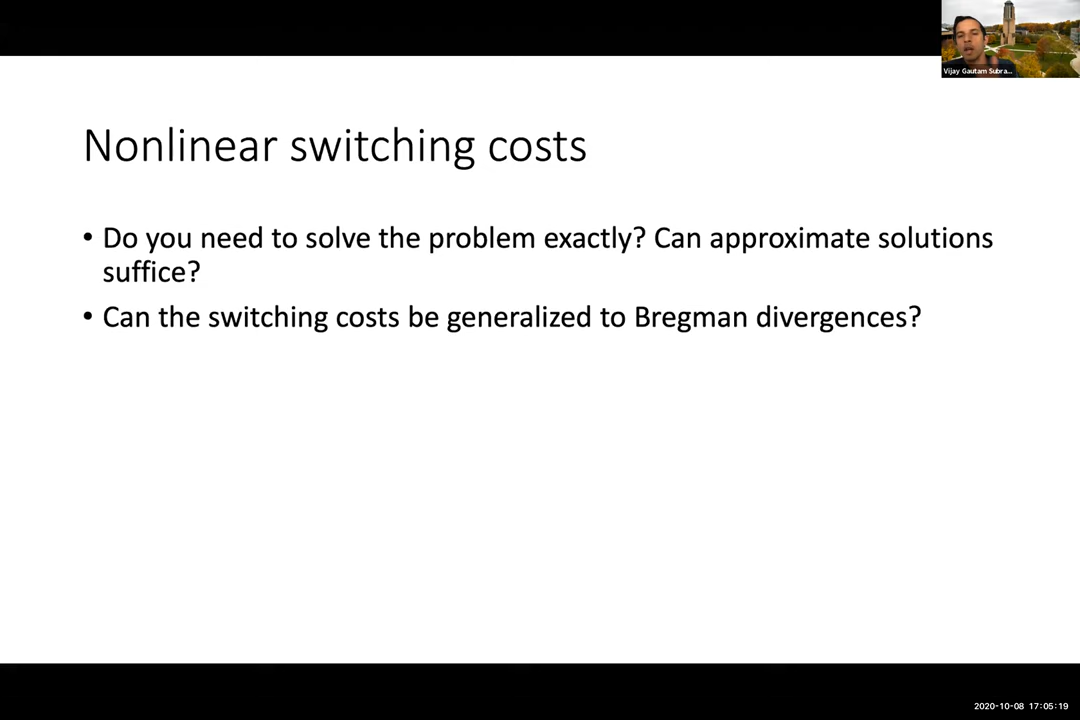 Vijay Gautam Subra...
Nonlinear switching costs
• Do you need to solve the problem exactly? Can approximate solutions
suffice?
• Can the switching costs be generalized to Bregman divergences?
2020-10-08 17:05:19